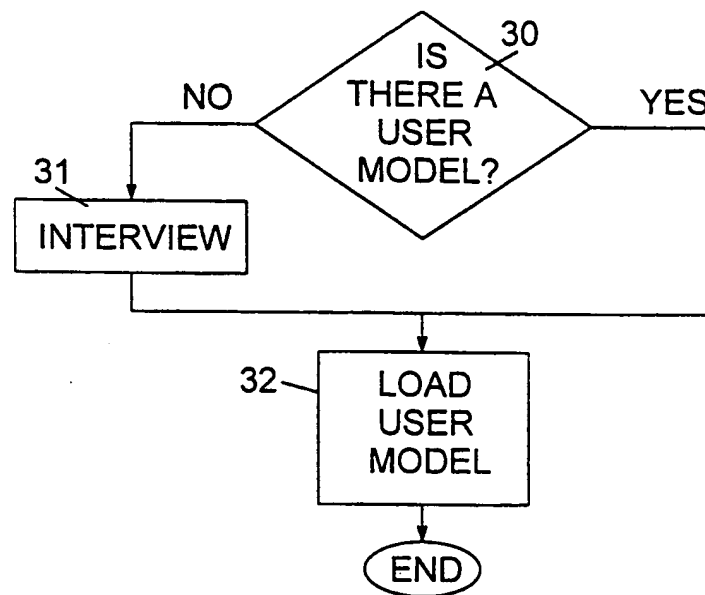 30
IS
THERE A
USER
MODEL?
NO
YES
31
INTERVIEW
32
LOAD
USER
MODEL
END